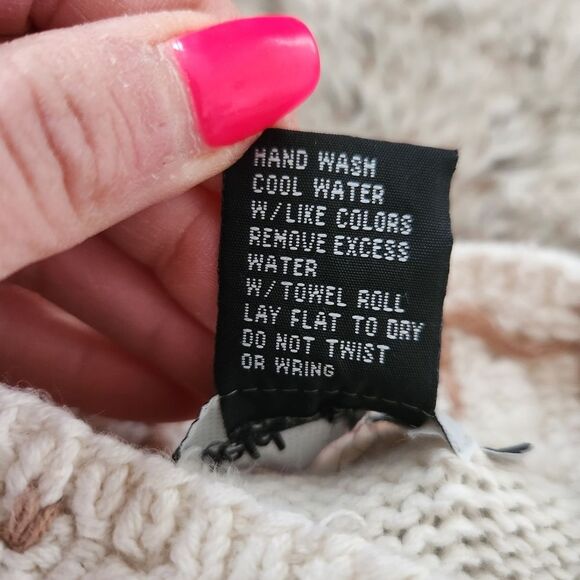 HAND WASH
COOL WATER
W/LIKE COLORS
REMOVE EXCESS
WATER
W/TOWEL ROLL
LAY FLAT TO DRY
DO NOT TWIST
OR WRING